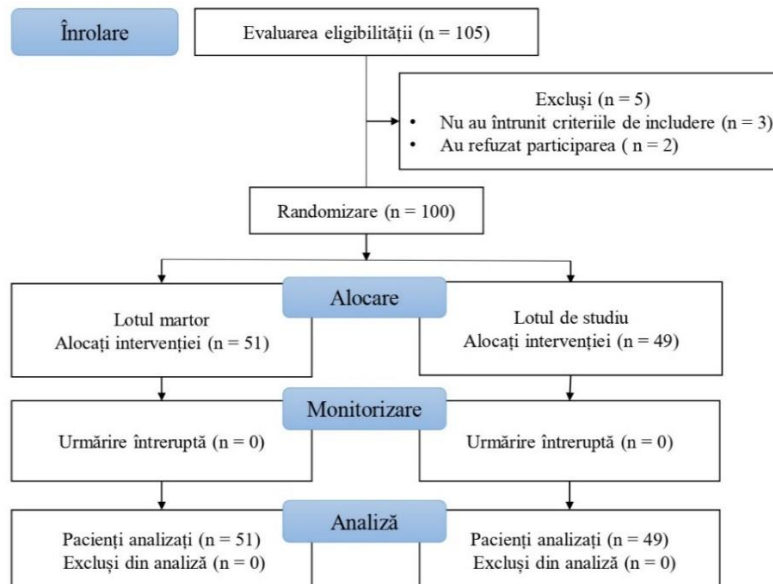 Înrolare
Evaluarea eligibilității (n = 105)
Excluși (n = 5)
• Nu au întrunit criteriile de includere (n = 3)
• Au refuzat participarea ( n = 2)
Randomizare (n = 100)
Alocare
Lotul martor
Alocați intervenției (n = 51)
Lotul de studiu
Alocați intervenției (n = 49)
Monitorizare
Urmărire întreruptă (n = 0)
Urmărire întreruptă (n = 0)
Analiză
Pacienți analizați (n = 51)
Excluși din analiză (n = 0)
Pacienți analizați (n = 49)
Excluși din analiză (n = 0)